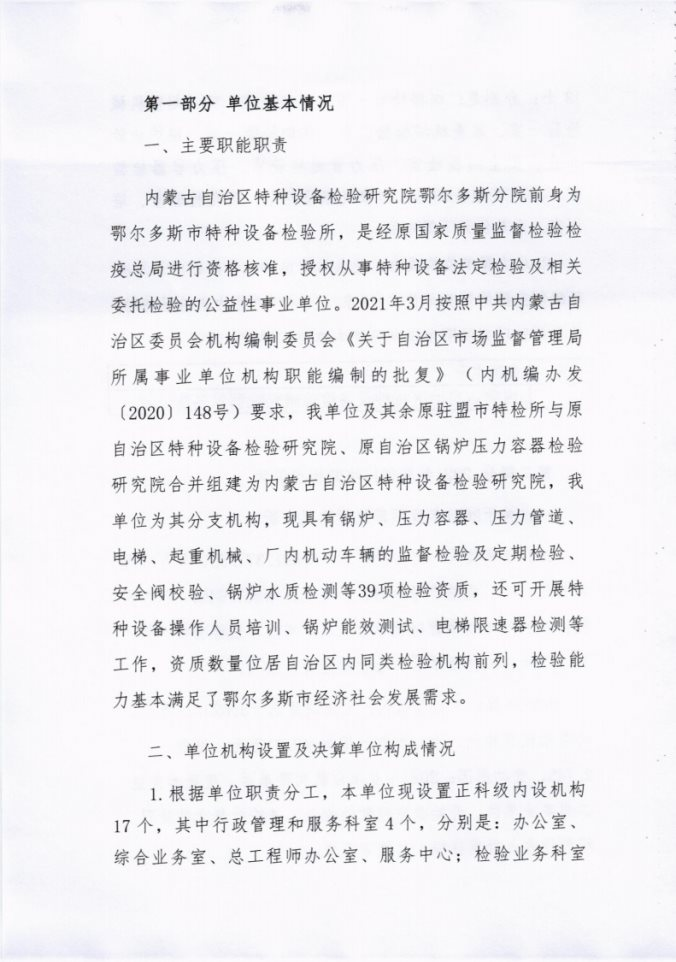 第一部分 单位基本情况
一、主要职能职责
内蒙古自治区特种设备检验研究院鄂尔多斯分院前身为
鄂尔多斯市特种设备检验所，是经原国家质量监督检验检
疫总局进行资格核准，授权从事特种设备法定检验及相关
委托检验的公益性事业单位。2021年3月按照中共内蒙古自
治区委员会机构编制委员会《关于自治区市场监督管理局
所属事业单位机构职能编制的批复》（内机编办发
〔2020〕148号）要求，我单位及其余原驻盟市特检所与原
自治区特种设备检验研究院、原自治区锅炉压力容器检验
研究院合并组建为内蒙古自治区特种设备检验研究院，我
单位为其分支机构，现具有锅炉、压力容器、压力管道、
电梯、起重机械、厂内机动车辆的监督检验及定期检验、
安全阀校验、锅炉水质检测等39项检验资质，还可开展特
种设备操作人员培训、锅炉能效测试、电梯限速器检测等
工作，资质数量位居自治区内同类检验机构前列，检验能
力基本满足了鄂尔多斯市经济社会发展需求。
二、单位机构设置及决算单位构成情况
1.根据单位职责分工，本单位现设置正科级内设机构
17个，其中行政管理和服务科室4个，分别是：办公室、
综合业务室、总工程师办公室、服务中心；检验业务科室